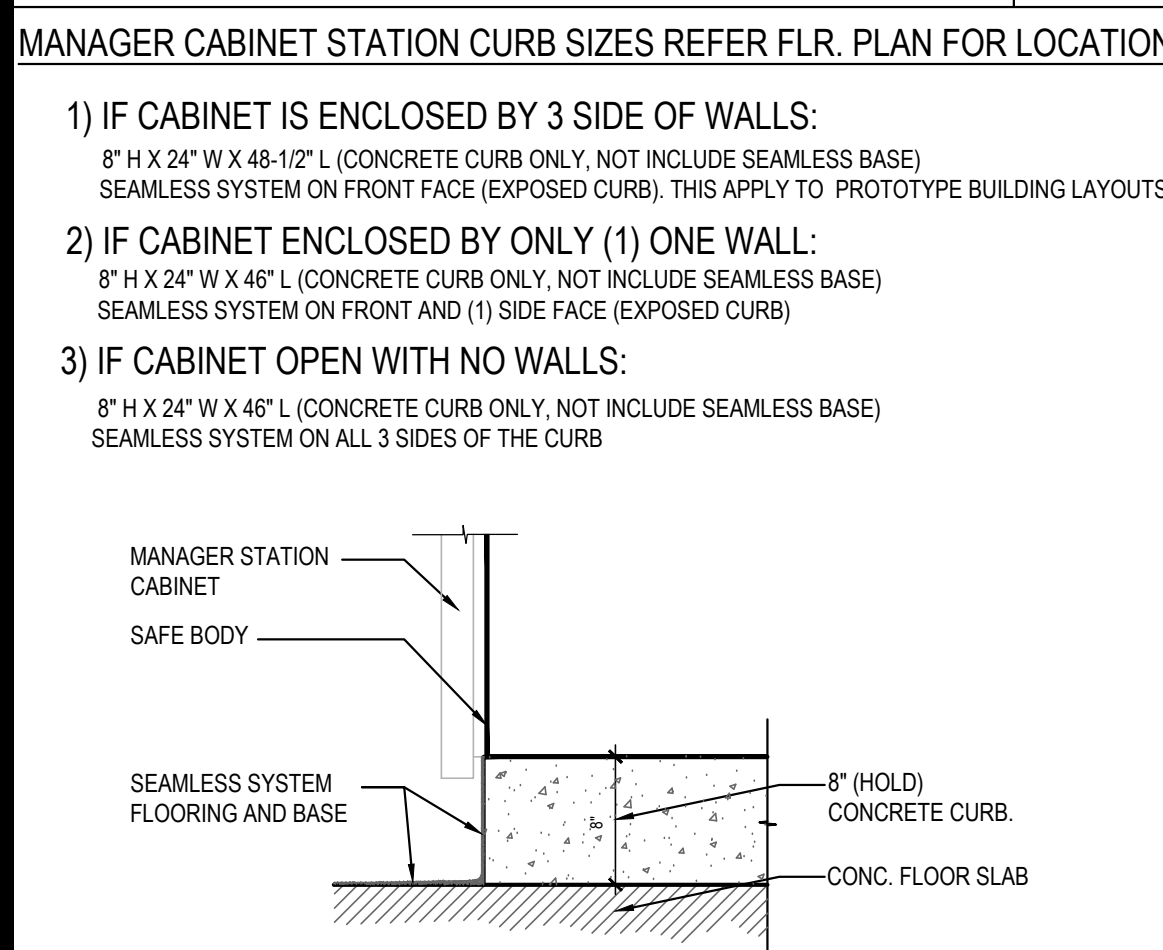 MANAGER CABINET STATION CURB SIZES REFER FLR. PLAN FOR LOCATION
1) IF CABINET IS ENCLOSED BY 3 SIDE OF WALLS:
8" H X 24" W X 48-1/2" L (CONCRETE CURB ONLY, NOT INCLUDE SEAMLESS BASE)
SEAMLESS SYSTEM ON FRONT FACE (EXPOSED CURB). THIS APPLY TO PROTOTYPE BUILDING LAYOUTS
2) IF CABINET ENCLOSED BY ONLY (1) ONE WALL:
8" H X 24" W X 46" L (CONCRETE CURB ONLY, NOT INCLUDE SEAMLESS BASE)
SEAMLESS SYSTEM ON FRONT AND (1) SIDE FACE (EXPOSED CURB)
3) IF CABINET OPEN WITH NO WALLS:
8" H X 24" W X 46" L (CONCRETE CURB ONLY, NOT INCLUDE SEAMLESS BASE)
SEAMLESS SYSTEM ON ALL 3 SIDES OF THE CURB
MANAGER STATION
CABINET
SAFE BODY
SEAMLESS SYSTEM
FLOORING AND BASE
8"
8" (HOLD)
CONCRETE CURB.
CONC. FLOOR SLAB